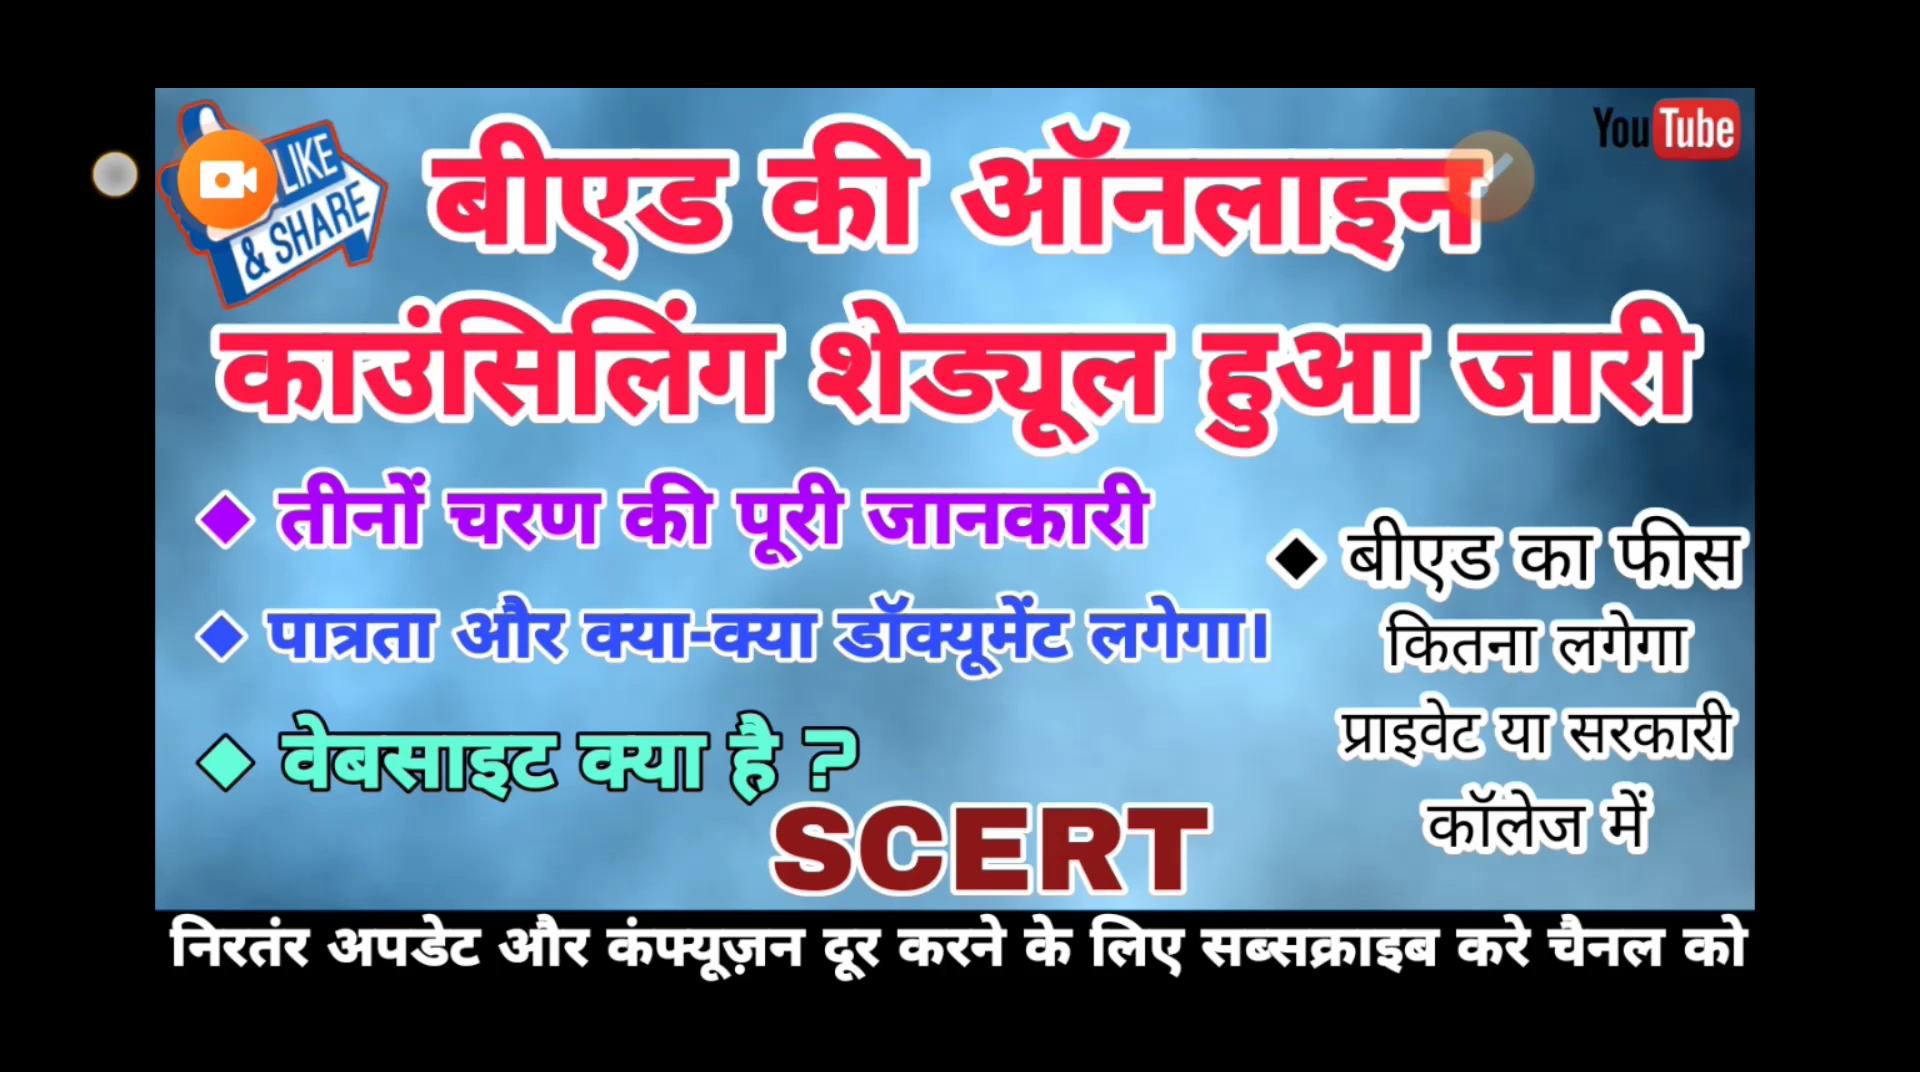 LIKE
& SHARE
YouTube
बीएड की ऑनलाइन
काउंसिलिंग शेड्यूल हुआ जारी
◆ तीनों चरण की पूरी जानकारी
◆ पात्रता और क्या-क्या डॉक्यूमेंट लगेगा।
◆ वेबसाइट क्या है ?
◆ बीएड का फीस
कितना लगेगा
प्राइवेट या सरकारी
कॉलेज में
SCERT
निरतंर अपडेट और कंफ्यूज़न दूर करने के लिए सब्सक्राइब करे चैनल को